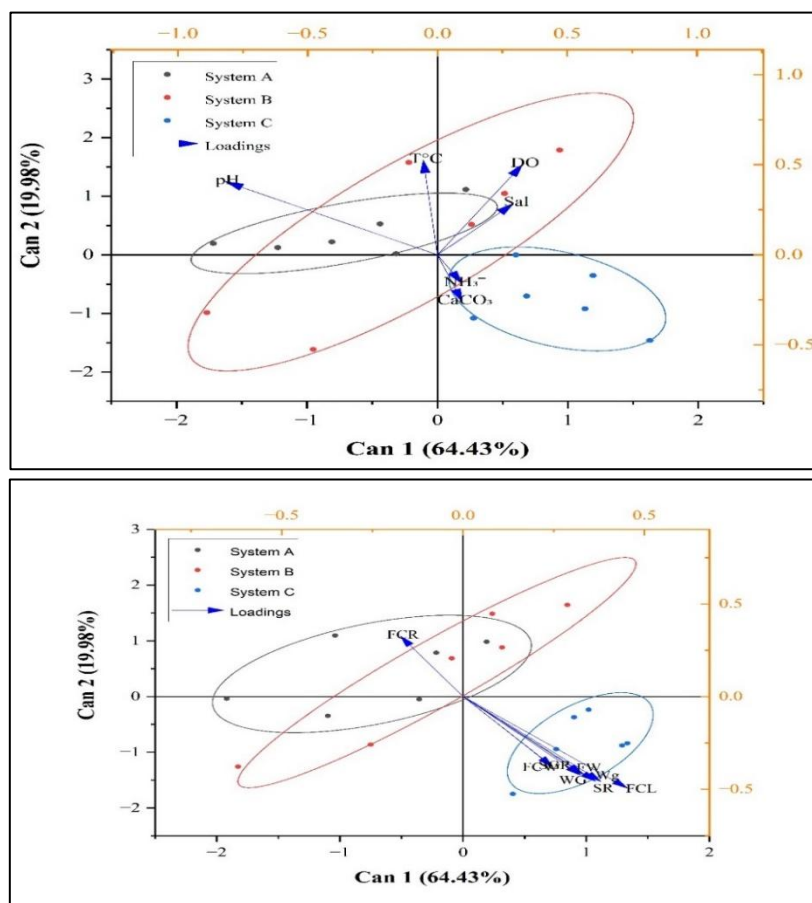 −1.0 −0.5 0.0 0.5 1.0
System A
System B
System C
Loadings
3
2
1
0
−1
−2
1.0
0.5
0.0
−0.5
Can 2 (19.98%)
pH
T°C
DO
Sal
NH₃⁻
CaCO₃
−2 −1 0 1 2
Can 1 (64.43%)
−0.5 0.0 0.5
System A
System B
System C
Loadings
3
2
1
0
−1
−2
0.5
0.0
−0.5
Can 2 (19.98%)
FCR
FCW SGR FW
WG Wg
SR FCL
−2 −1 0 1 2
Can 1 (64.43%)